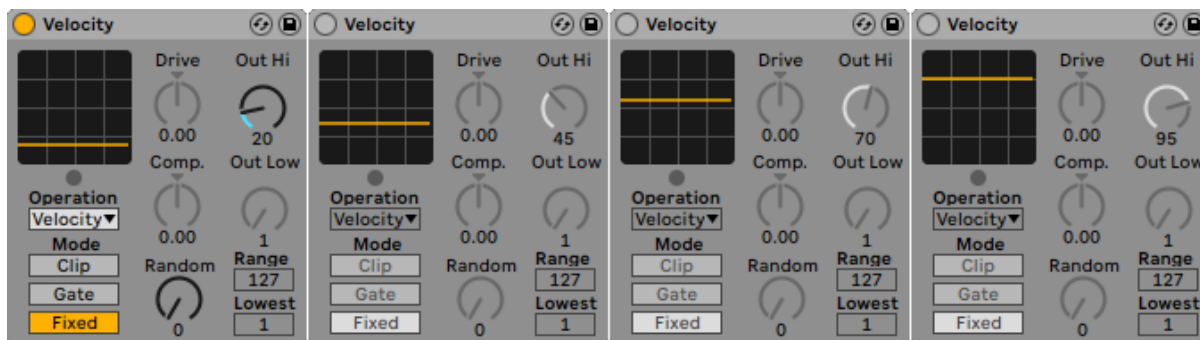 Velocity
Drive Out Hi
0.00 20
Comp. Out Low
Operation
Velocity▼
0.00 1
Mode
Clip
Random Range
127
Gate
Lowest
Fixed
0 1
Velocity
Drive Out Hi
0.00 45
Comp. Out Low
Operation
Velocity▼
0.00 1
Mode
Clip
Random Range
127
Gate
Lowest
Fixed
0 1
Velocity
Drive Out Hi
0.00 70
Comp. Out Low
Operation
Velocity▼
0.00 1
Mode
Clip
Random Range
127
Gate
Lowest
Fixed
0 1
Velocity
Drive Out Hi
0.00 95
Comp. Out Low
Operation
Velocity▼
0.00 1
Mode
Clip
Random Range
127
Gate
Lowest
Fixed
0 1